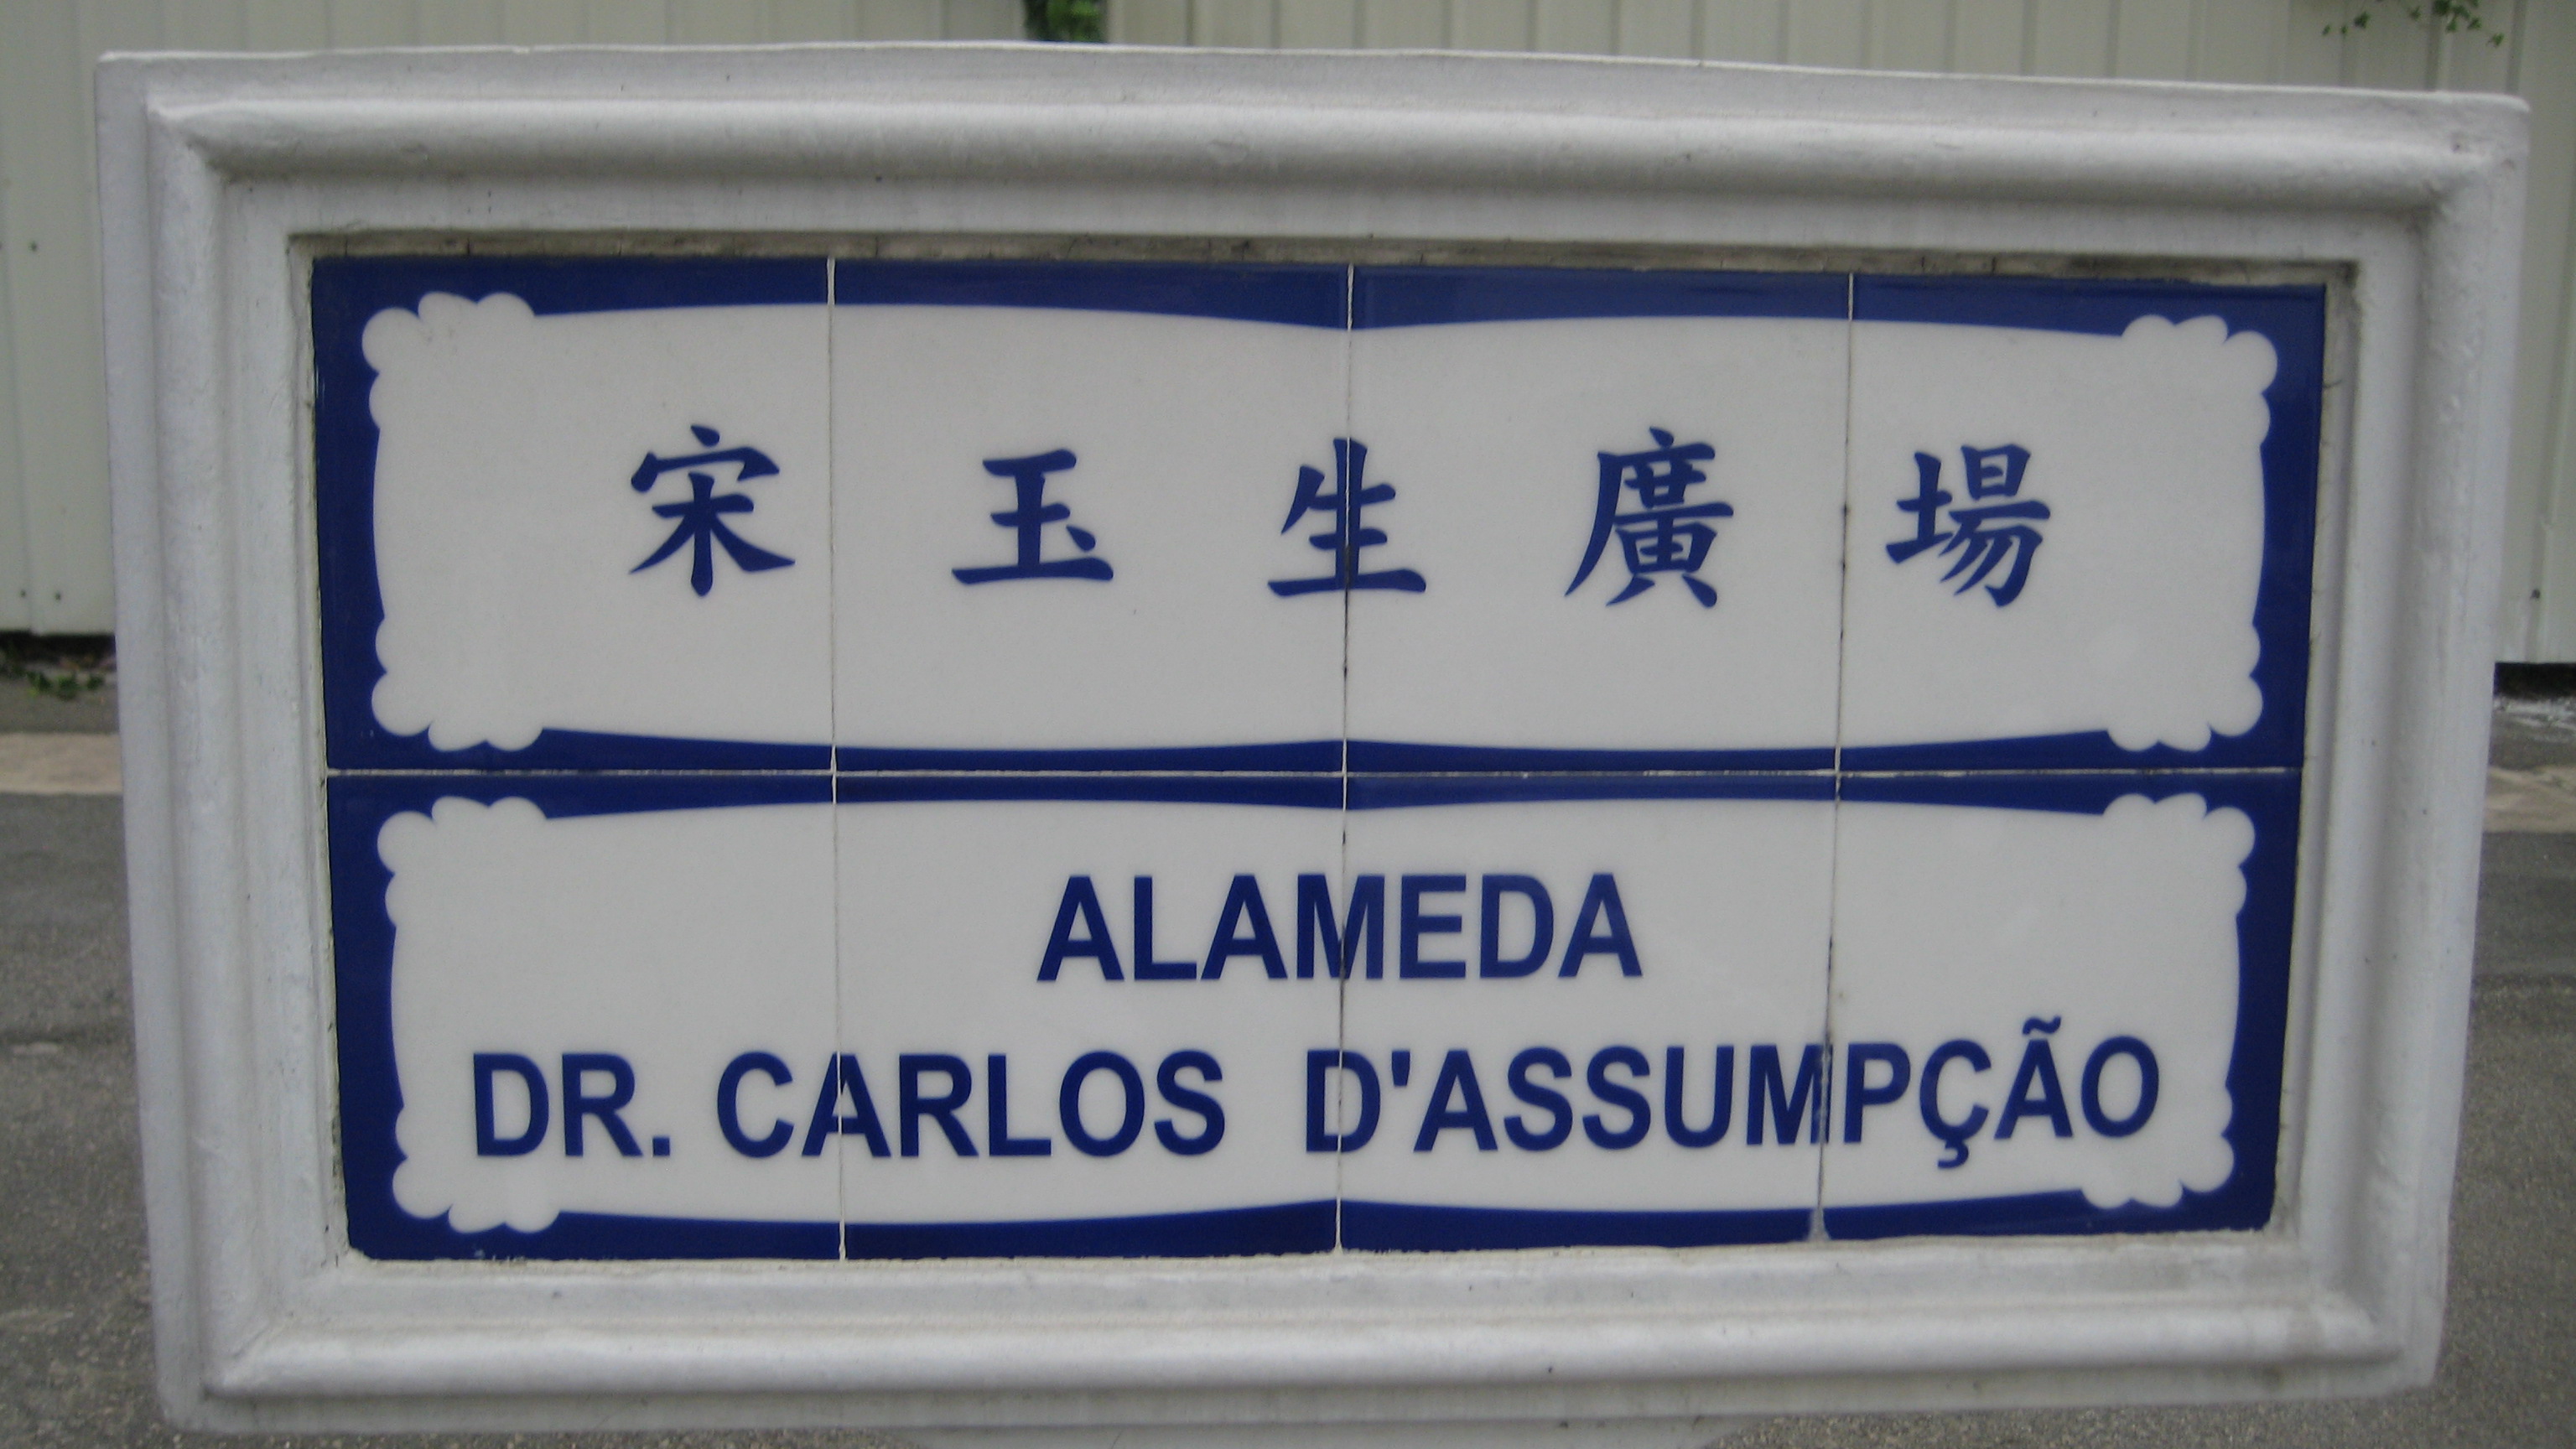 宋玉生廣場
ALAMEDA
DR. CARLOS D'ASSUMPÇÃO